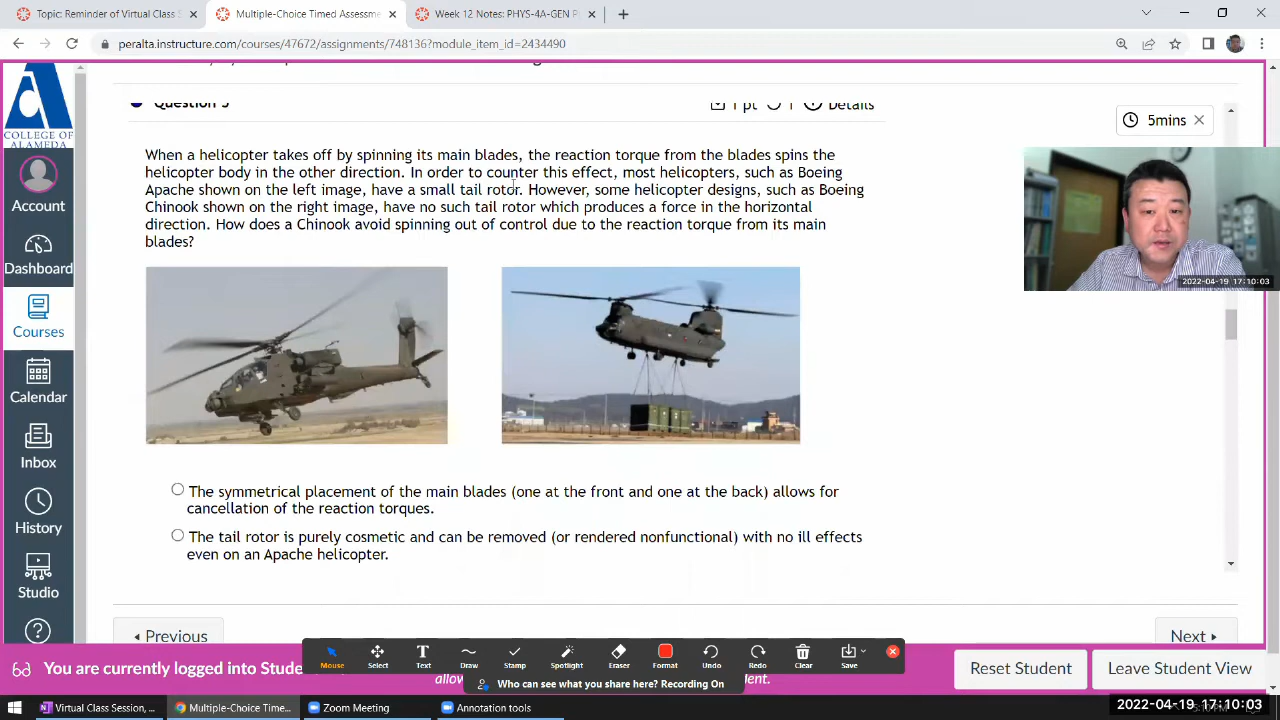 Topic: Reminder of Virtual Class S
Multiple-Choice Timed Assessme
Week 12 Notes: PHYS-4A-GEN P
peralta.instructure.com/courses/47672/assignments/748136?module_item_id=2434490
Question 5
1 pt
1
Details
5mins
When a helicopter takes off by spinning its main blades, the reaction torque from the blades spins the
helicopter body in the other direction. In order to counter this effect, most helicopters, such as Boeing
Apache shown on the left image, have a small tail rotor. However, some helicopter designs, such as Boeing
Chinook shown on the right image, have no such tail rotor which produces a force in the horizontal
direction. How does a Chinook avoid spinning out of control due to the reaction torque from its main
blades?
The symmetrical placement of the main blades (one at the front and one at the back) allows for
cancellation of the reaction torques.
The tail rotor is purely cosmetic and can be removed (or rendered nonfunctional) with no ill effects
even on an Apache helicopter.
COLLEGE OF
ALAMEDA
Account
Dashboard
Courses
Calendar
Inbox
History
Studio
2022-04-19 17:10:03
Previous
Next
Mouse
Select
Text
Draw
Stamp
Spotlight
Eraser
Format
Undo
Redo
Clear
Save
Who can see what you share here? Recording On
You are currently logged into Stude
Reset Student
Leave Student View
Virtual Class Session, ...
Multiple-Choice Time...
Zoom Meeting
Annotation tools
2022-04-19 17:10:03